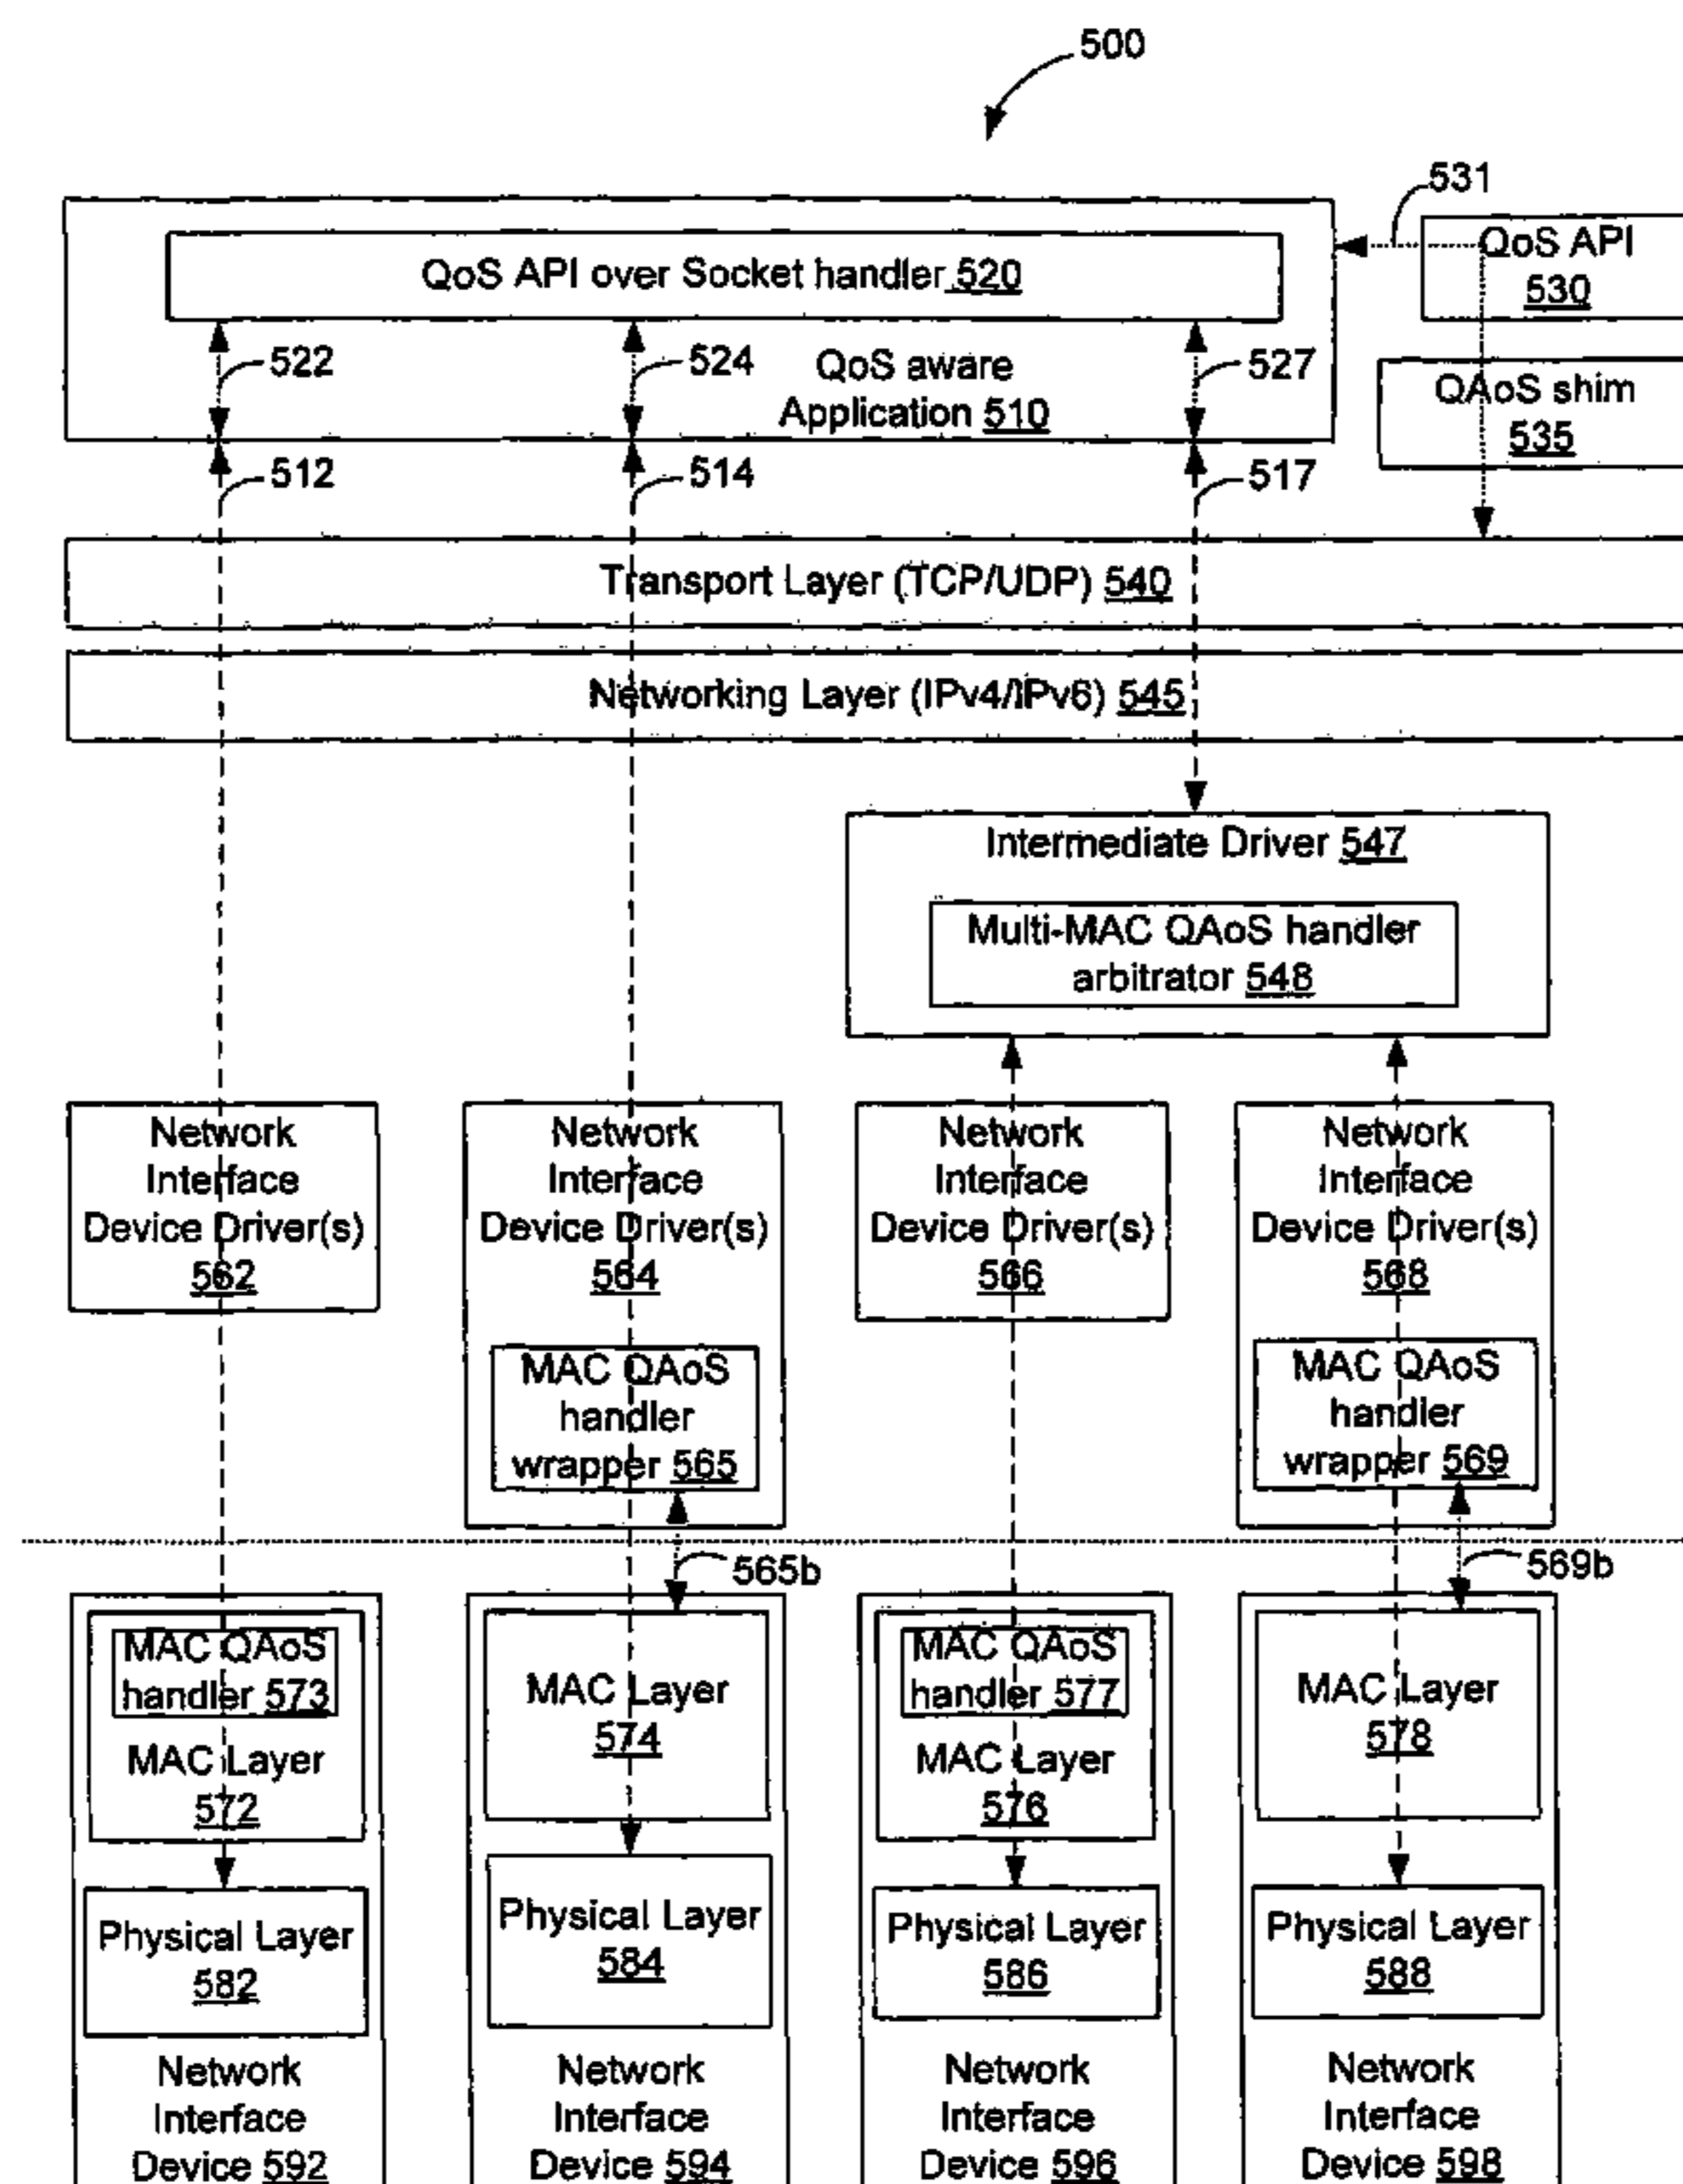 500
531
QoS API
530
QoS API over Socket handler 520
522
524
527
QoS aware
Application 510
QAoS shim
535
512
514
517
Transport Layer (TCP/UDP) 540
Networking Layer (IPv4/IPv6) 545
Intermediate Driver 547
Multi-MAC QAoS handler
arbitrator 548
Network
Interface
Device Driver(s)
562
Network
Interface
Device Driver(s)
564
MAC QAoS
handler
wrapper 565
Network
Interface
Device Driver(s)
566
Network
Interface
Device Driver(s)
568
MAC QAoS
handler
wrapper 569
565b
569b
MAC QAoS
handler 573
MAC Layer
572
Physical Layer
582
Network
Interface
Device 592
MAC Layer
574
Physical Layer
584
Network
Interface
Device 594
MAC QAoS
handler 577
MAC Layer
576
Physical Layer
586
Network
Interface
Device 596
MAC Layer
578
Physical Layer
588
Network
Interface
Device 598